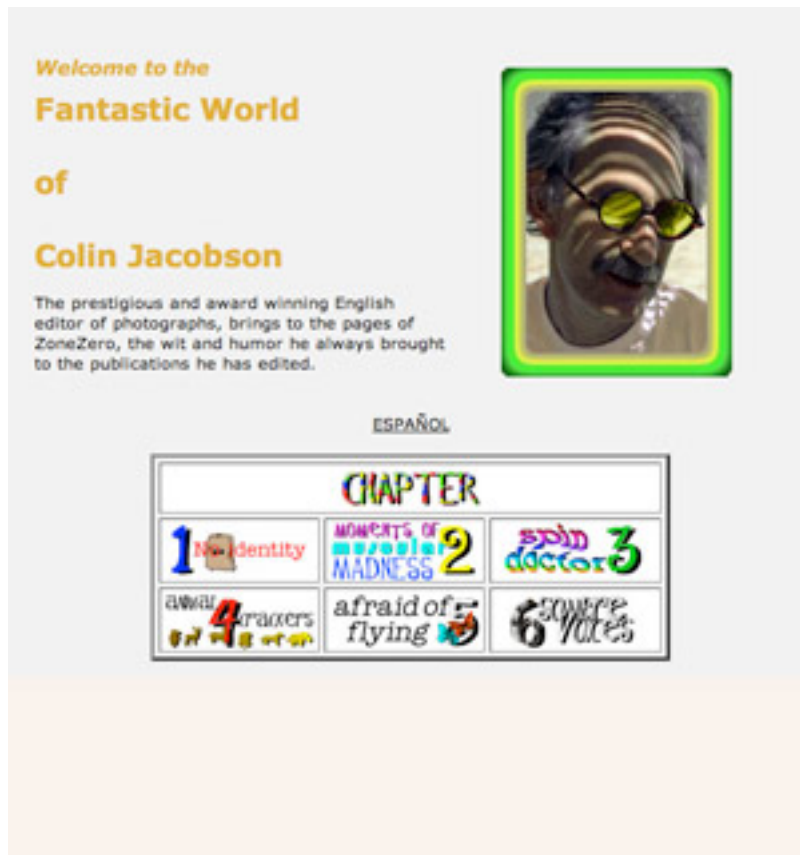 Welcome to the
Fantastic World
of
Colin Jacobson
The prestigious and award winning English
editor of photographs, brings to the pages of
ZoneZero, the wit and humor he always brought
to the publications he has edited.
ESPAÑOL
CHAPTER
1 No identity
MOMENTS OF
muscular 2
MADNESS
spin
doctor 3
animal 4 crackers
afraid of
flying 5
6